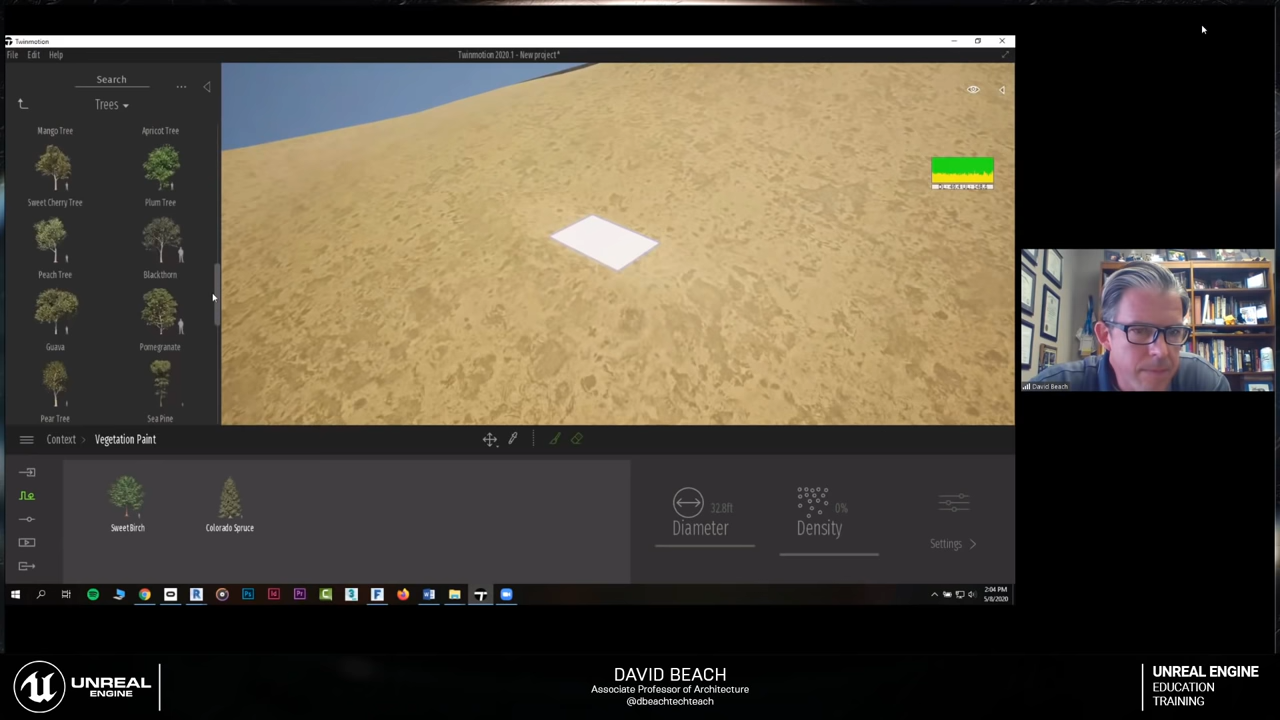 Twinmotion
File Edit Help
Twinmotion 2020.1 - New project*
Search
Trees
Mango Tree Apricot Tree
Sweet Cherry Tree Plum Tree
Peach Tree Blackthorn
Guava Pomegranate
Pear Tree Sea Pine
David Beach
Context > Vegetation Paint
Sweet Birch Colorado Spruce
32.8ft
Diameter
0%
Density
Settings
2:04 PM
5/8/2020
UNREAL
ENGINE
DAVID BEACH
Associate Professor of Architecture
@dbeachtechteach
UNREAL ENGINE
EDUCATION
TRAINING